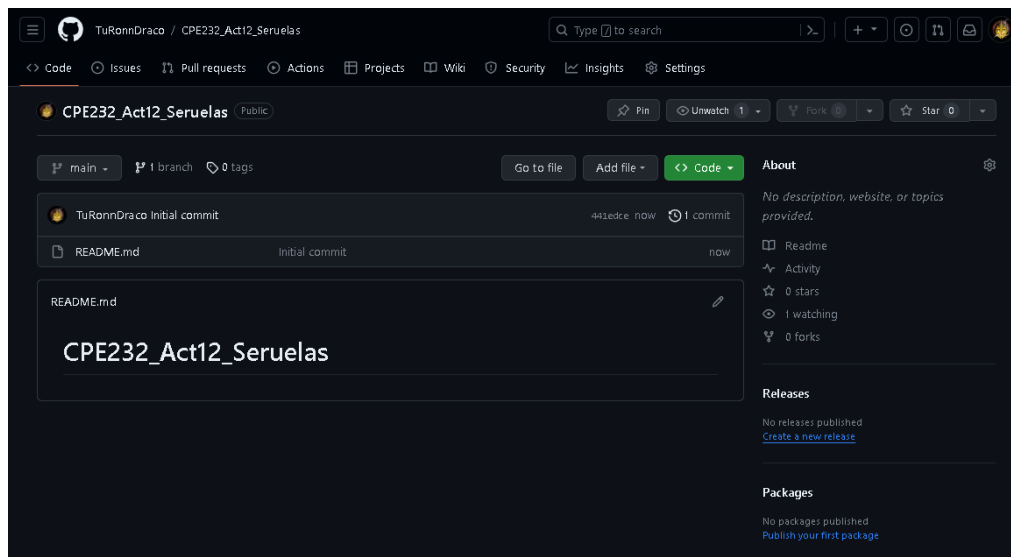 TuRonnDraco / CPE232_Act12_Seruelas
Type / to search
Code Issues Pull requests Actions Projects Wiki Security Insights Settings
CPE232_Act12_Seruelas Public
Pin Unwatch 1 Fork 0 Star 0
main 1 branch 0 tags Go to file Add file Code
TuRonnDraco Initial commit 441edce now 1 commit
README.md Initial commit now
README.md
CPE232_Act12_Seruelas
About
No description, website, or topics
provided.
Readme
Activity
0 stars
1 watching
0 forks
Releases
No releases published
Create a new release
Packages
No packages published
Publish your first package